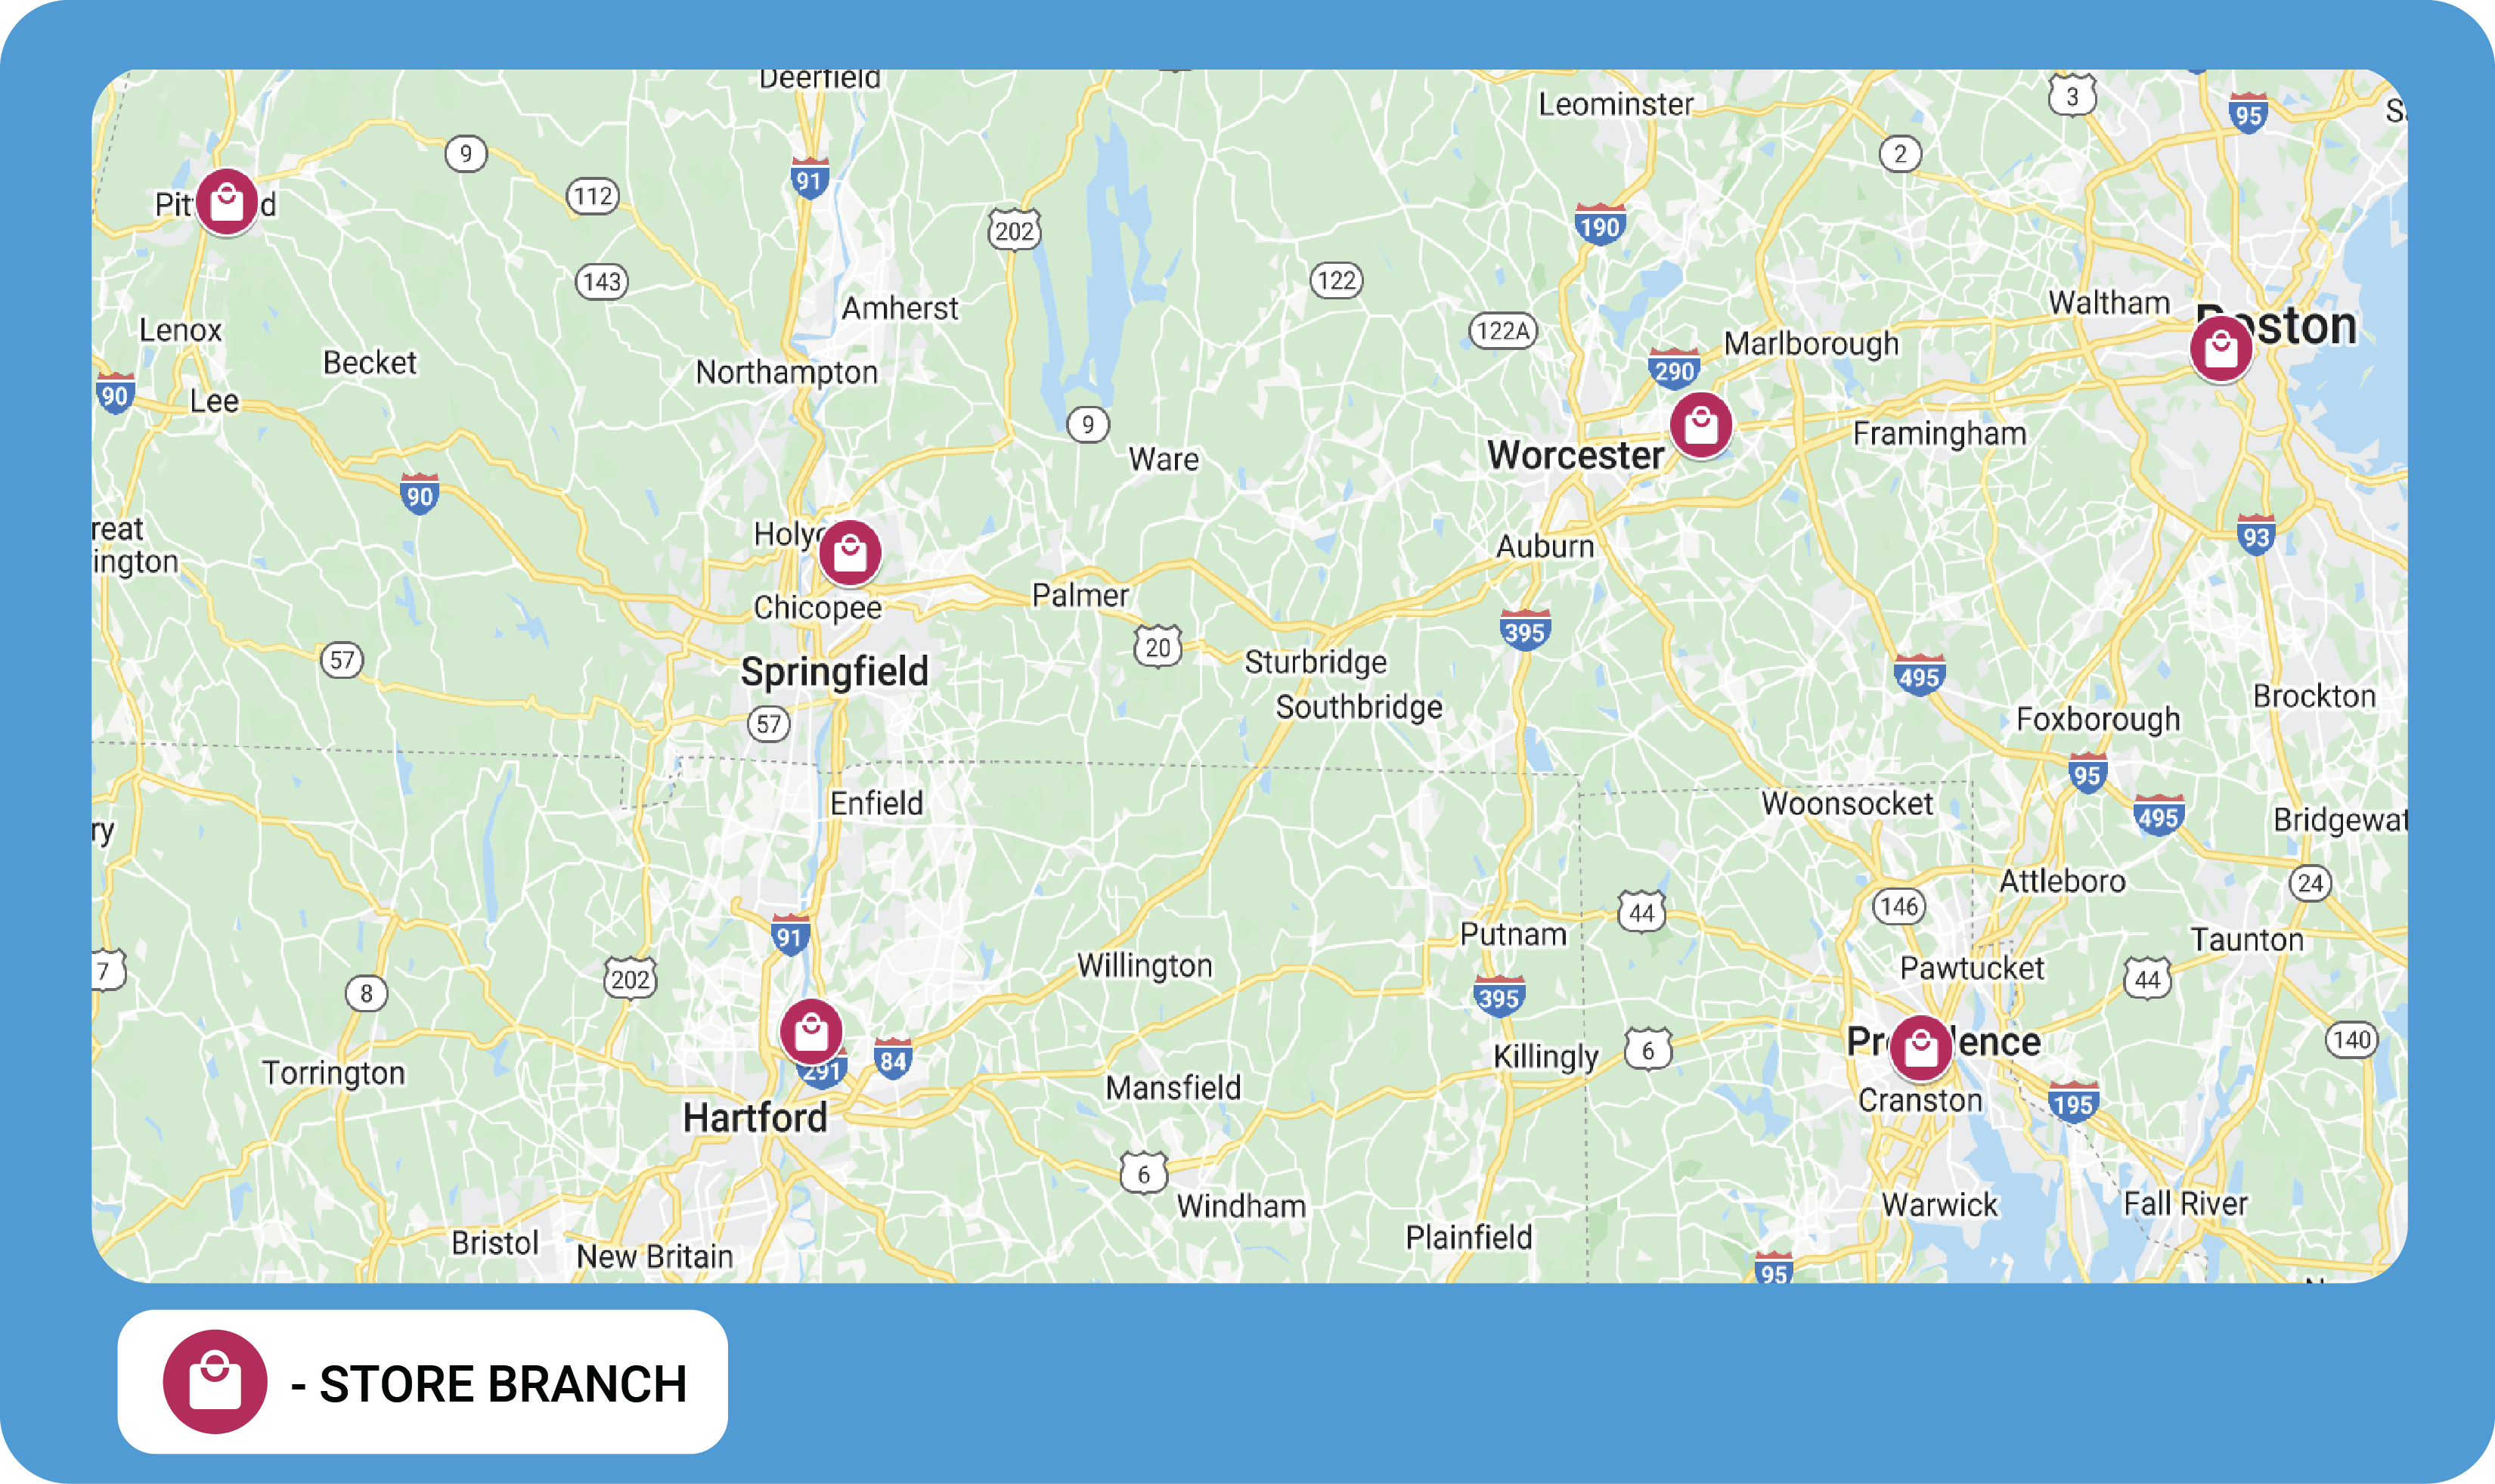 Deerfield
Leominster
3
95
S
9
2
91
112
Pit
d
190
202
143
122
Amherst
Waltham
Boston
Lenox
122A
Marlborough
Becket
Northampton
290
90
Lee
9
Framingham
Worcester
Ware
90
reat
ington
Holyo
93
Auburn
Palmer
Chicopee
395
20
57
Sturbridge
Springfield
495
Brockton
Southbridge
57
Foxborough
95
Enfield
Woonsocket
495
Bridgewat
ry
Attleboro
24
146
44
Putnam
91
Taunton
Willington
Pawtucket
7
202
44
8
395
Pr
ence
140
6
84
Killingly
291
Torrington
Mansfield
Cranston
195
Hartford
6
Windham
Warwick
Fall River
Plainfield
Bristol
New Britain
95
- STORE BRANCH